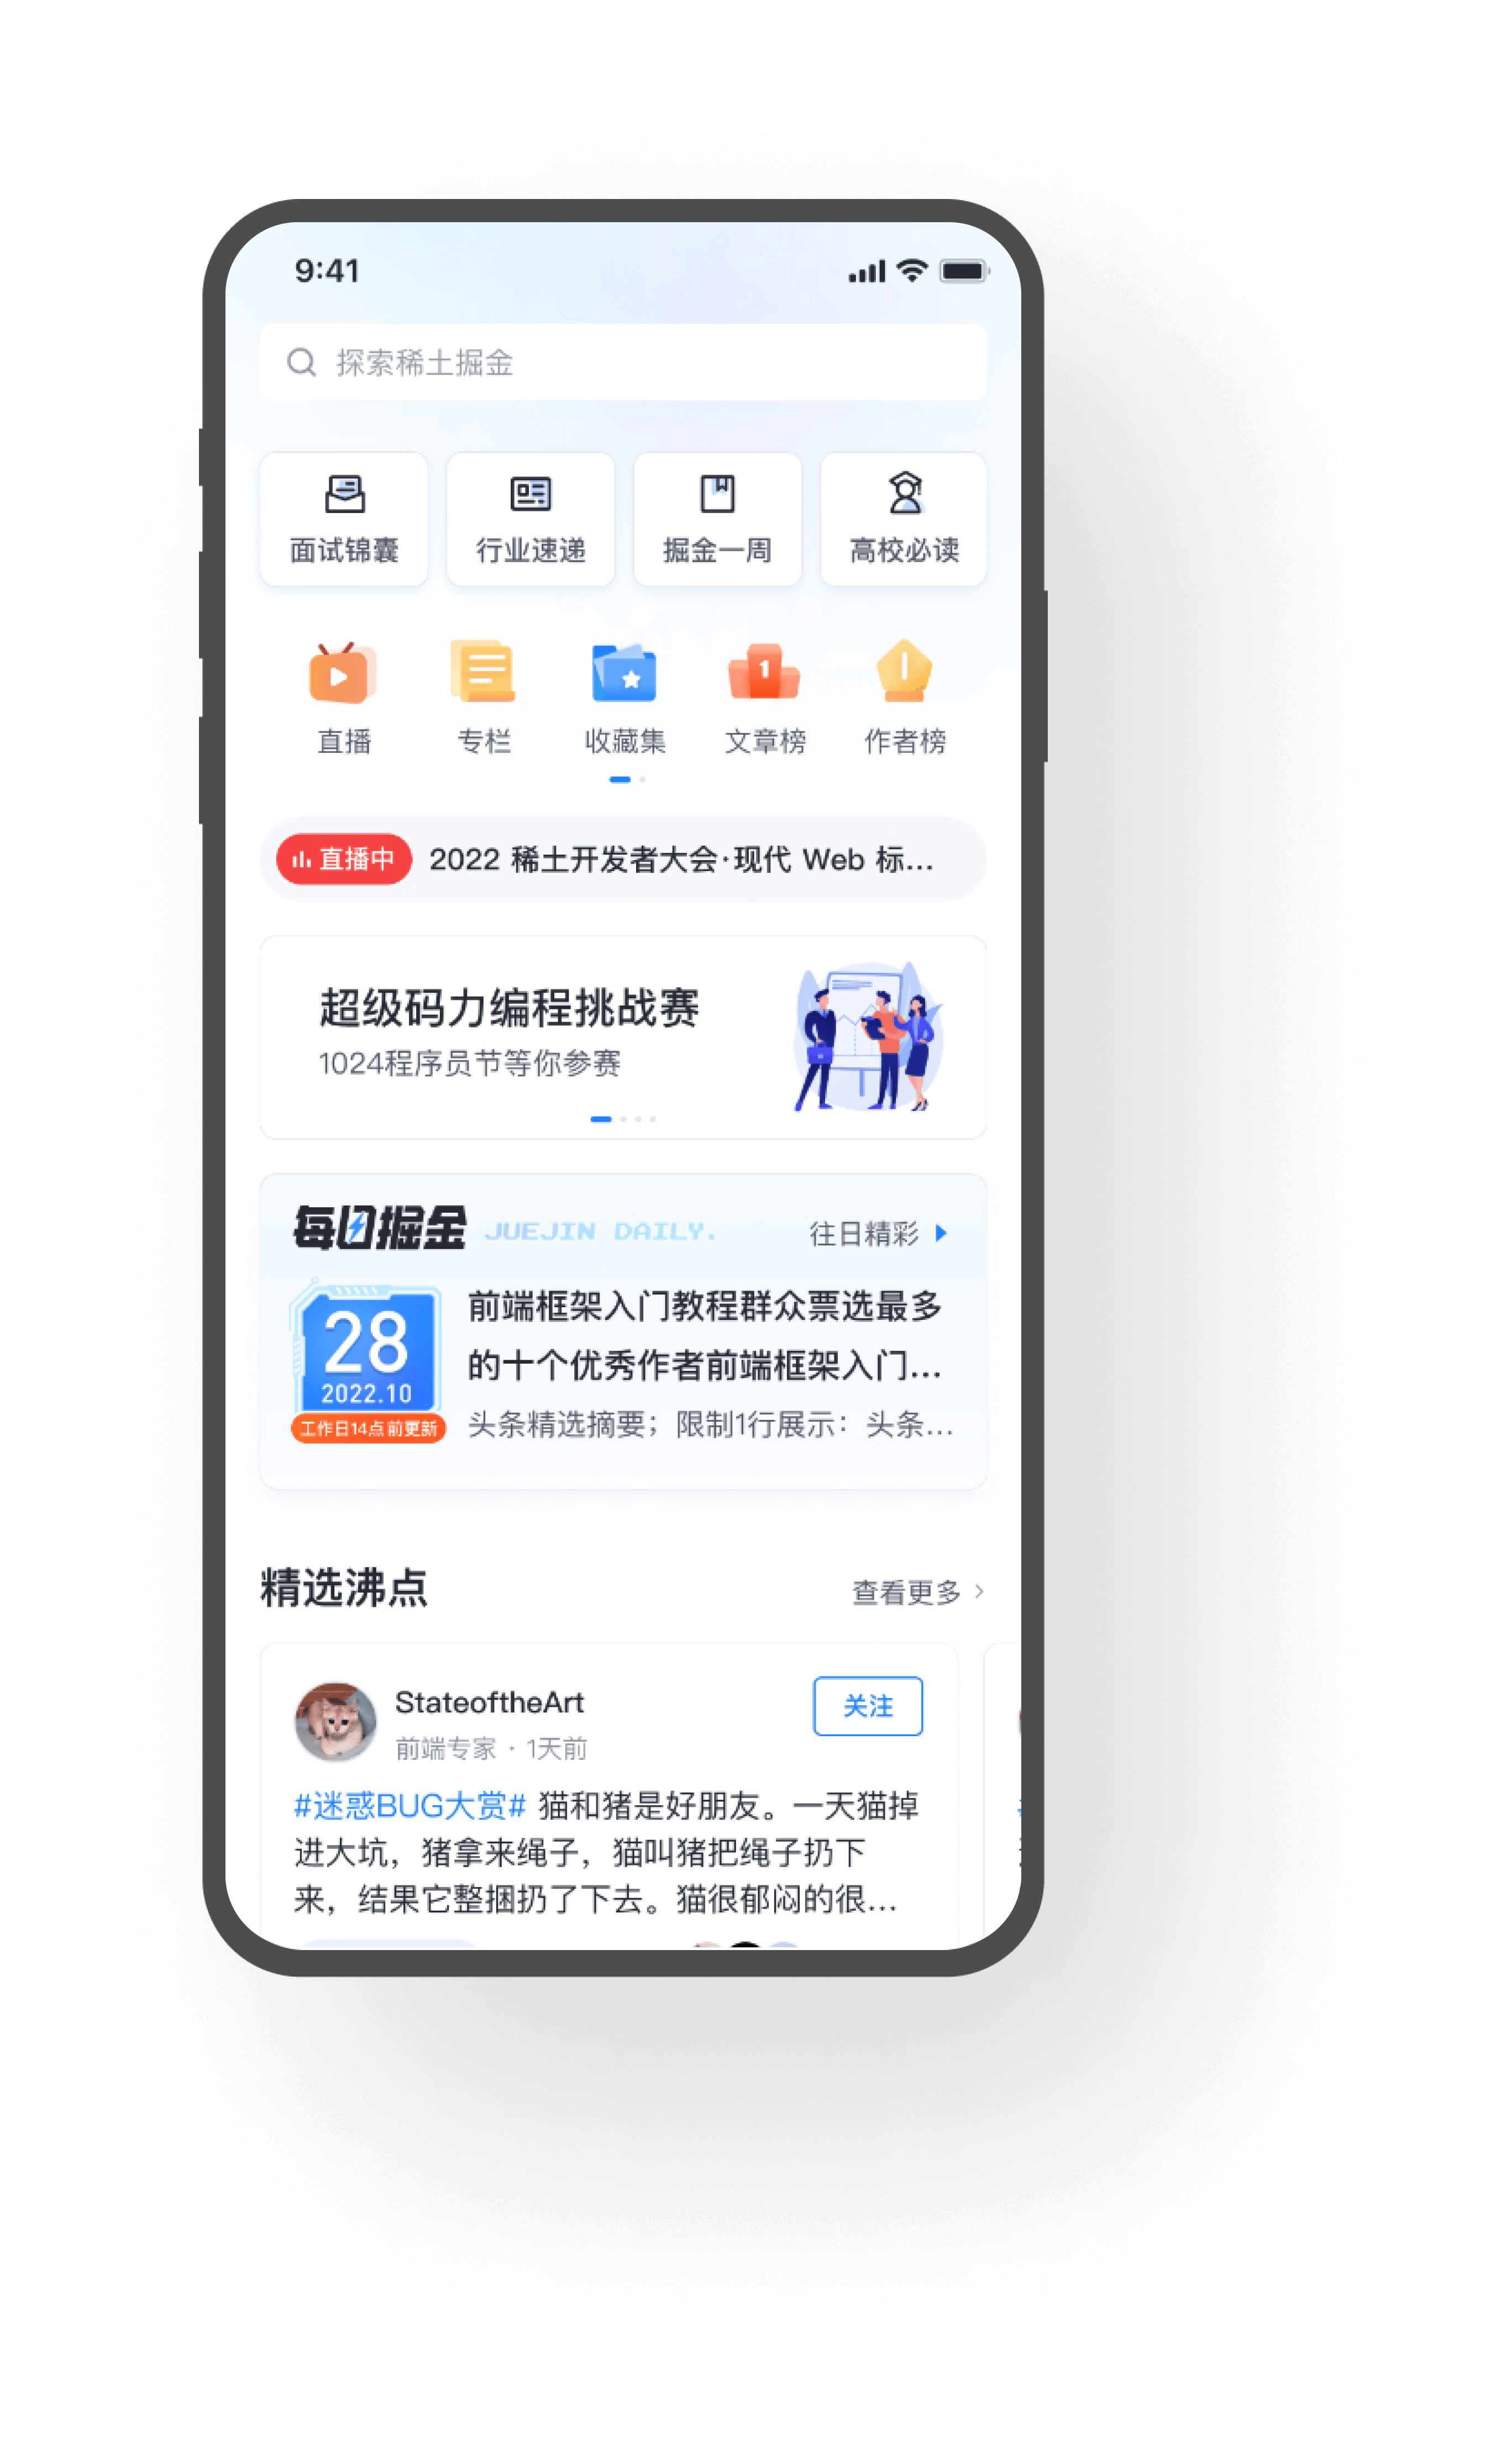 9:41
探索稀土掘金
面试锦囊 行业速递 掘金一周 高校必读
1
直播 专栏 收藏集 文章榜 作者榜
直播中 2022 稀土开发者大会·现代 Web 标...
超级码力编程挑战赛
1024程序员节等你参赛
每日掘金 JUEJIN DAILY. 往日精彩
28
2022.10
工作日14点前更新
前端框架入门教程群众票选最多
的十个优秀作者前端框架入门...
头条精选摘要；限制1行展示：头条...
精选沸点 查看更多
StateoftheArt
前端专家 · 1天前
关注
#迷惑BUG大赏# 猫和猪是好朋友。一天猫掉
进大坑，猪拿来绳子，猫叫猪把绳子扔下
来，结果它整捆扔了下去。猫很郁闷的很...